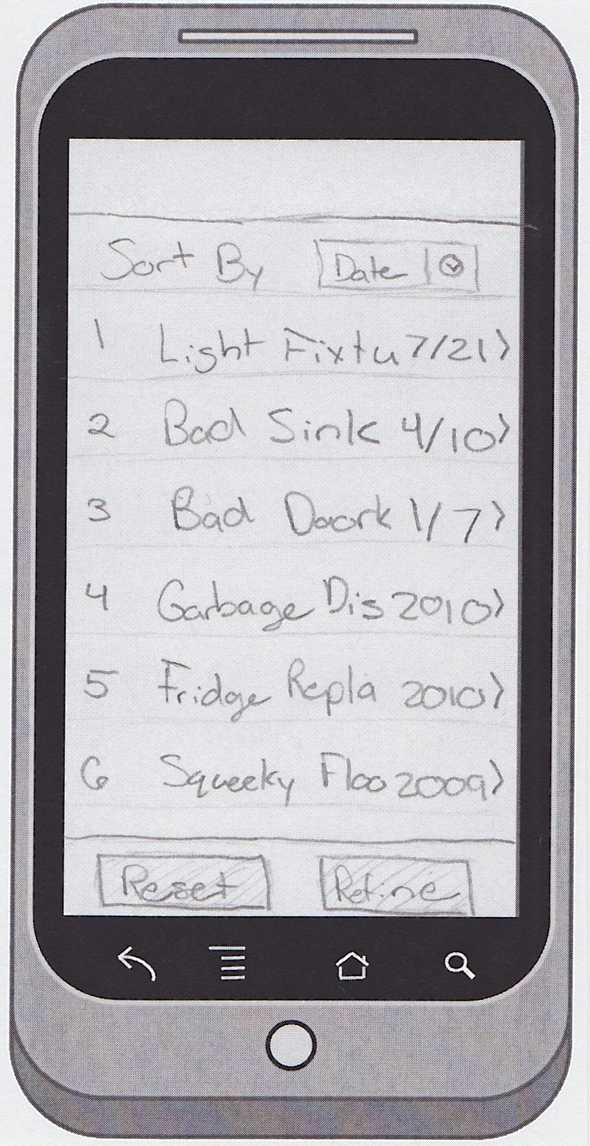 Sort By Date
1 Light Fixtu 7/21 >
2 Bad Sink 4/10 >
3 Bad Doork 1/7 >
4 Garbage Dis 2010 >
5 Fridge Repla 2010 >
6 Squeeky Floo 2009 >
Reset Refine